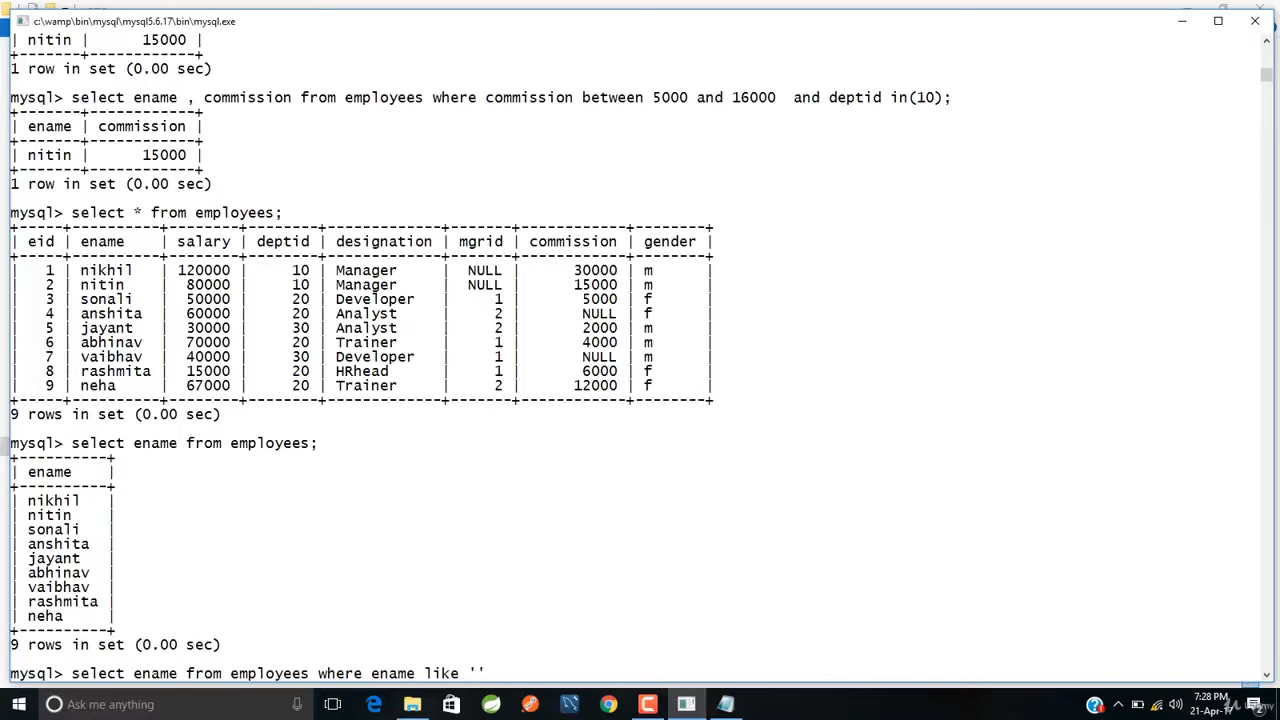 c:\wamp\bin\mysql\mysql5.6.17\bin\mysql.exe
| nitin |      15000 |
+-------+------------+
1 row in set (0.00 sec)
mysql> select ename , commission from employees where commission between 5000 and 16000  and deptid in(10);
+-------+------------+
| ename | commission |
+-------+------------+
| nitin |      15000 |
+-------+------------+
1 row in set (0.00 sec)
mysql> select * from employees;
+-----+----------+--------+--------+-------------+-------+------------+--------+
| eid | ename    | salary | deptid | designation | mgrid | commission | gender |
+-----+----------+--------+--------+-------------+-------+------------+--------+
|   1 | nikhil   | 120000 |     10 | Manager     |  NULL |      30000 | m      |
|   2 | nitin    |  80000 |     10 | Manager     |  NULL |      15000 | m      |
|   3 | sonali   |  50000 |     20 | Developer   |     1 |       5000 | f      |
|   4 | anshita  |  60000 |     20 | Analyst     |     2 |       NULL | f      |
|   5 | jayant   |  30000 |     30 | Analyst     |     2 |       2000 | m      |
|   6 | abhinav  |  70000 |     20 | Trainer     |     1 |       4000 | m      |
|   7 | vaibhav  |  40000 |     30 | Developer   |     1 |       NULL | m      |
|   8 | rashmita |  15000 |     20 | HRhead      |     1 |       6000 | f      |
|   9 | neha     |  67000 |     20 | Trainer     |     2 |      12000 | f      |
+-----+----------+--------+--------+-------------+-------+------------+--------+
9 rows in set (0.00 sec)
mysql> select ename from employees;
+----------+
| ename    |
+----------+
| nikhil   |
| nitin    |
| sonali   |
| anshita  |
| jayant   |
| abhinav  |
| vaibhav  |
| rashmita |
| neha     |
+----------+
9 rows in set (0.00 sec)
mysql> select ename from employees where ename like ''
Ask me anything
7:28 PM
21-Apr-17